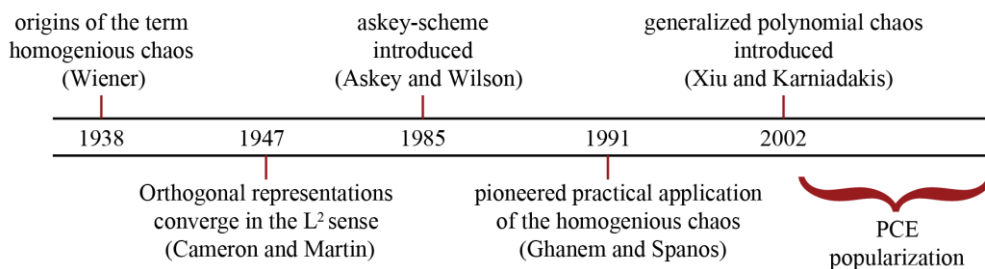 origins of the term
homogenious chaos
(Wiener)
askey-scheme
introduced
(Askey and Wilson)
generalized polynomial chaos
introduced
(Xiu and Karniadakis)
1938
1947
1985
1991
2002
Orthogonal representations
converge in the L² sense
(Cameron and Martin)
pioneered practical application
of the homogenious chaos
(Ghanem and Spanos)
PCE
popularization